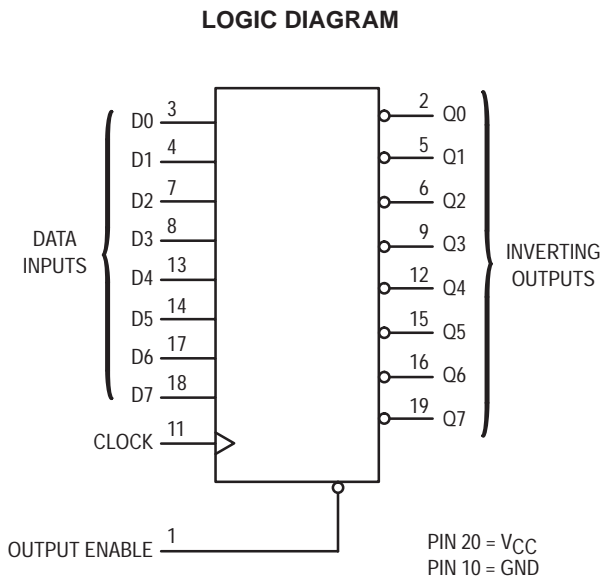 LOGIC DIAGRAM
D0 3
D1 4
D2 7
D3 8
D4 13
D5 14
D6 17
D7 18
DATA
INPUTS
CLOCK 11
OUTPUT ENABLE 1
2 Q0
5 Q1
6 Q2
9 Q3
12 Q4
15 Q5
16 Q6
19 Q7
INVERTING
OUTPUTS
PIN 20 = VCC
PIN 10 = GND